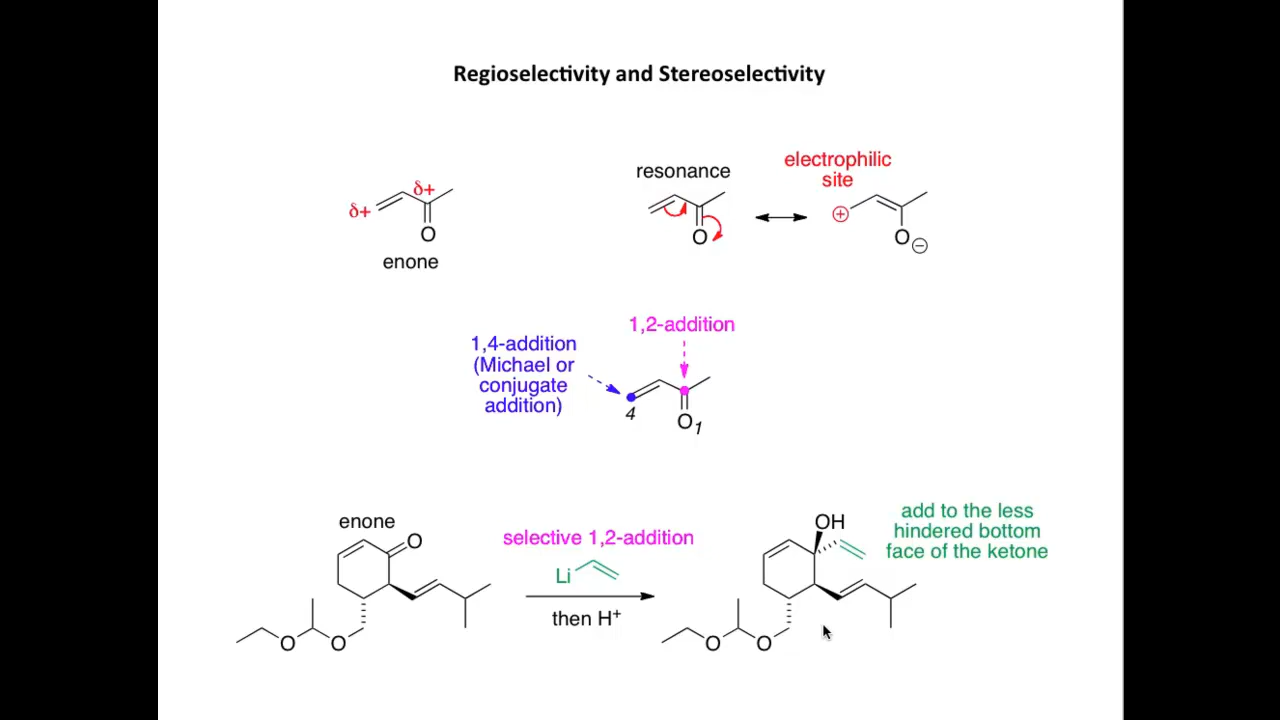 Regioselectivity and Stereoselectivity
δ+
δ+
O
enone
resonance
O
electrophilic
site
+
O
−
1,2-addition
1,4-addition
(Michael or
conjugate
addition)
4
O
1
enone
O
O
O
selective 1,2-addition
Li
then H⁺
OH
O
O
add to the less
hindered bottom
face of the ketone